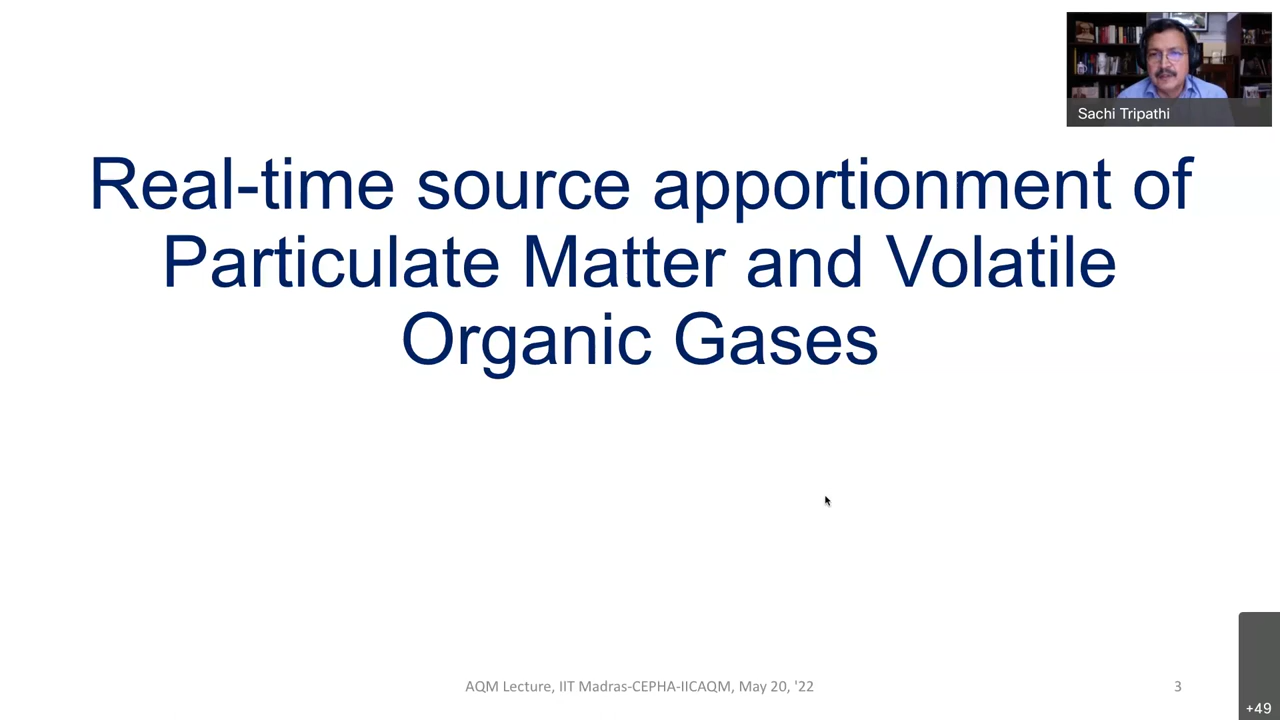 Sachi Tripathi
Real-time source apportionment of
Particulate Matter and Volatile
Organic Gases
AQM Lecture, IIT Madras-CEPHA-IICAQM, May 20, '22
3
+49